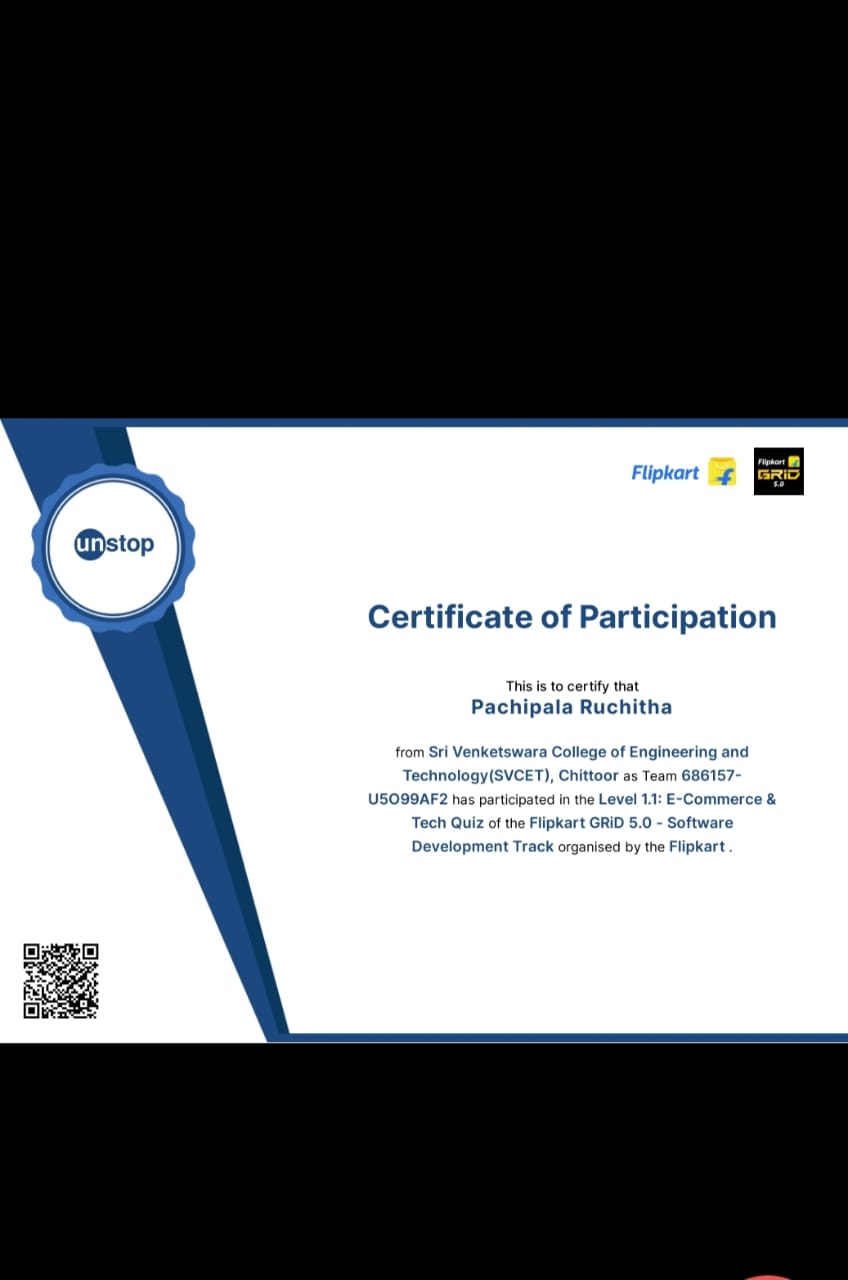 unstop
Flipkart
Flipkart
GRiD
5.0
Certificate of Participation
This is to certify that
Pachipala Ruchitha
from Sri Venketswara College of Engineering and
Technology(SVCET), Chittoor as Team 686157-
U5O99AF2 has participated in the Level 1.1: E-Commerce &
Tech Quiz of the Flipkart GRiD 5.0 - Software
Development Track organised by the Flipkart .